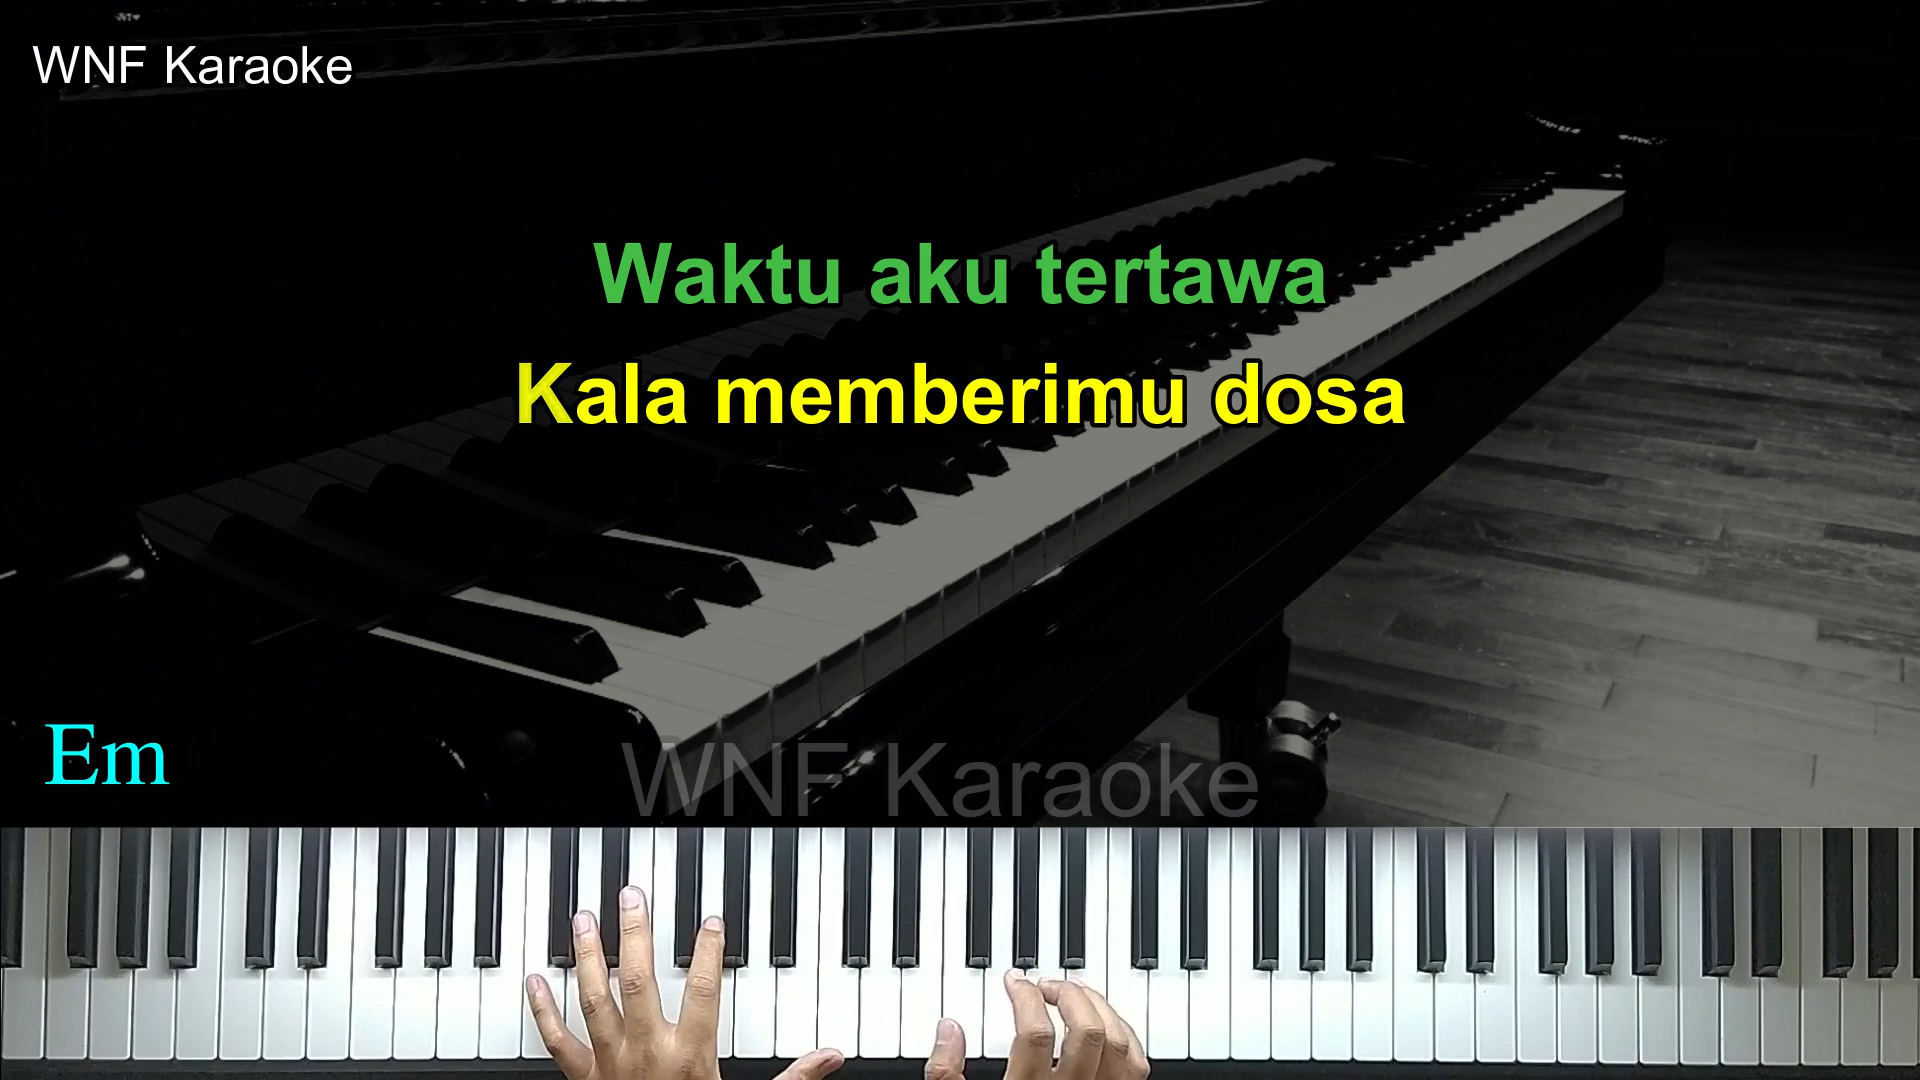 WNF Karaoke
Waktu aku tertawa
Kala memberimu dosa
Em
WNF Karaoke